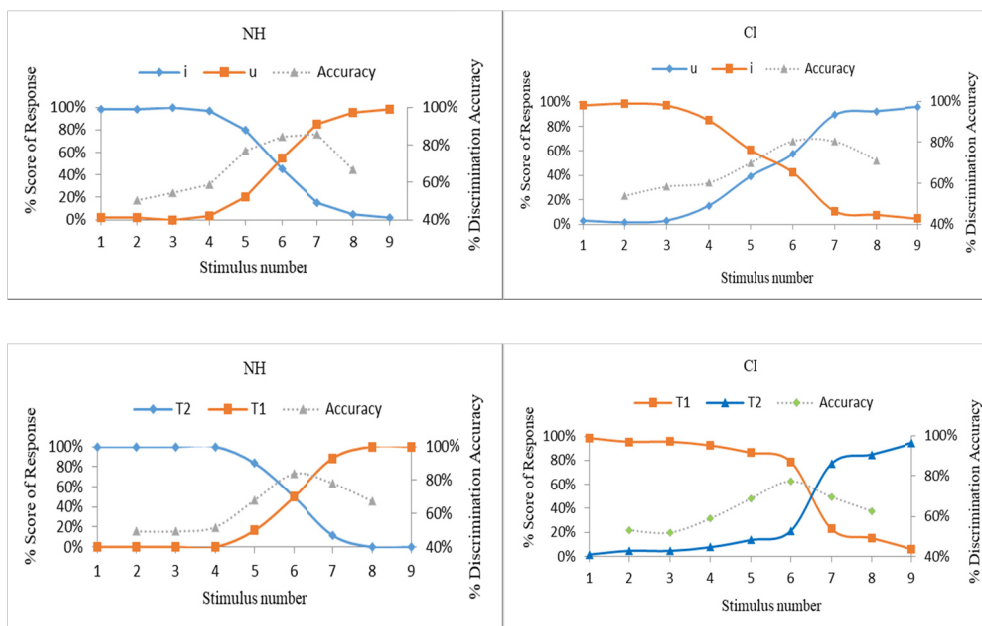 NH
i u Accuracy
% Score of Response
100%
80%
60%
40%
20%
0%
100%
80%
60%
40%
% Discrimination Accuracy
1 2 3 4 5 6 7 8 9
Stimulus number
CI
u i Accuracy
% Score of Response
100%
80%
60%
40%
20%
0%
100%
80%
60%
40%
% Discrimination Accuracy
1 2 3 4 5 6 7 8 9
Stimulus number
NH
T2 T1 Accuracy
% Score of Response
100%
80%
60%
40%
20%
0%
100%
80%
60%
40%
% Discrimination Accuracy
1 2 3 4 5 6 7 8 9
Stimulus number
CI
T1 T2 Accuracy
% Score of Response
100%
80%
60%
40%
20%
0%
100%
80%
60%
40%
% Discrimination Accuracy
1 2 3 4 5 6 7 8 9
Stimulus number